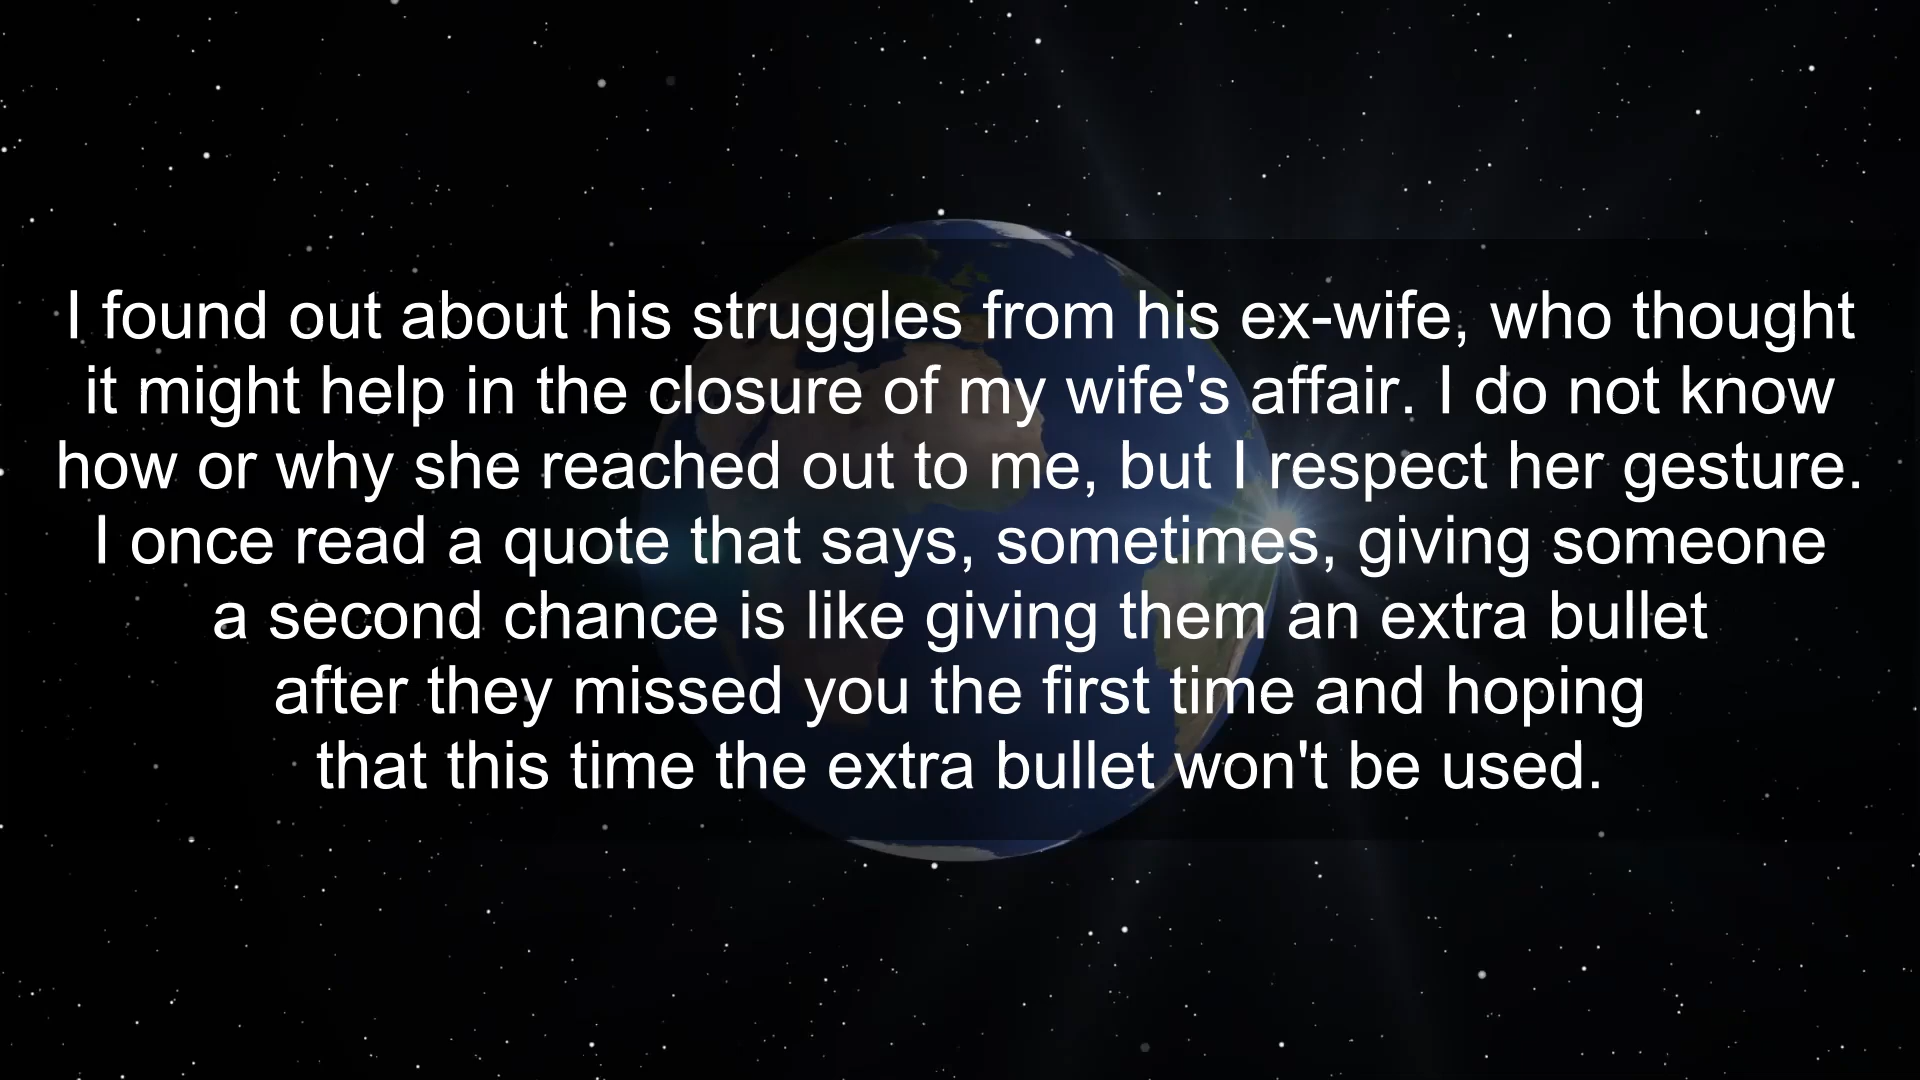 I found out about his struggles from his ex-wife, who thought
it might help in the closure of my wife's affair. I do not know
how or why she reached out to me, but I respect her gesture.
I once read a quote that says, sometimes, giving someone
a second chance is like giving them an extra bullet
after they missed you the first time and hoping
that this time the extra bullet won't be used.